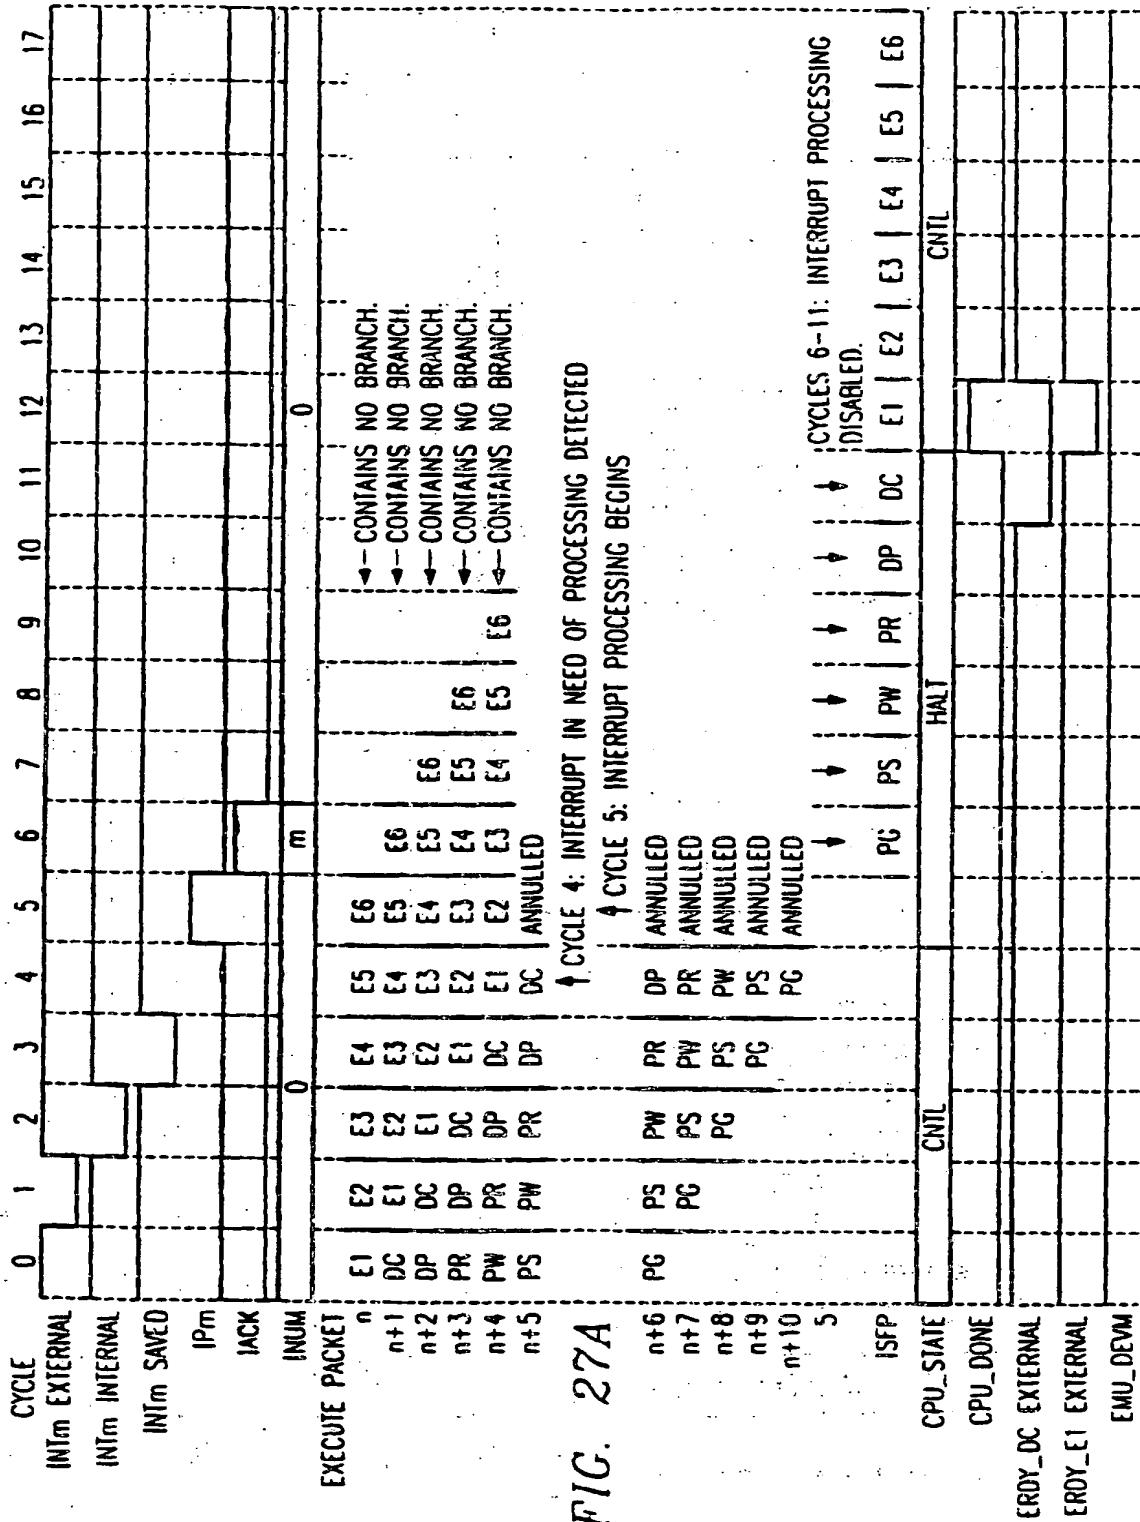 CYCLE 0 1 2 3 4 5 6 7 8 9 10 11 12 13 14 15 16 17
INTm EXTERNAL
INTm INTERNAL
INTm SAVED
IPm
IACK
INUM 0 m 0
EXECUTE PACKET
n E1 E2 E3 E4 E5 E6 CONTAINS NO BRANCH.
n+1 DC E1 E2 E3 E4 E5 E6 CONTAINS NO BRANCH.
n+2 DP DC E1 E2 E3 E4 E5 E6 CONTAINS NO BRANCH.
n+3 PR DP DC E1 E2 E3 E4 E5 E6 CONTAINS NO BRANCH.
n+4 PW PR DP DC E1 E2 E3 E4 E5 E6 CONTAINS NO BRANCH.
n+5 PS PW PR DP DC ANNULLED
CYCLE 4: INTERRUPT IN NEED OF PROCESSING DETECTED
CYCLE 5: INTERRUPT PROCESSING BEGINS
FIG. 27A
n+6 PG PS PW PR DP ANNULLED
n+7 PG PS PW PR ANNULLED
n+8 PG PS PW ANNULLED
n+9 PG PS ANNULLED
n+10 PG ANNULLED
5 CYCLES 6-11: INTERRUPT PROCESSING
DISABLED.
ISFP PG PS PW PR DP DC E1 E2 E3 E4 E5 E6
CPU_STATE CNTL HALT CNTL
CPU_DONE
ERDY_DC EXTERNAL
ERDY_E1 EXTERNAL
EMU_DEVM